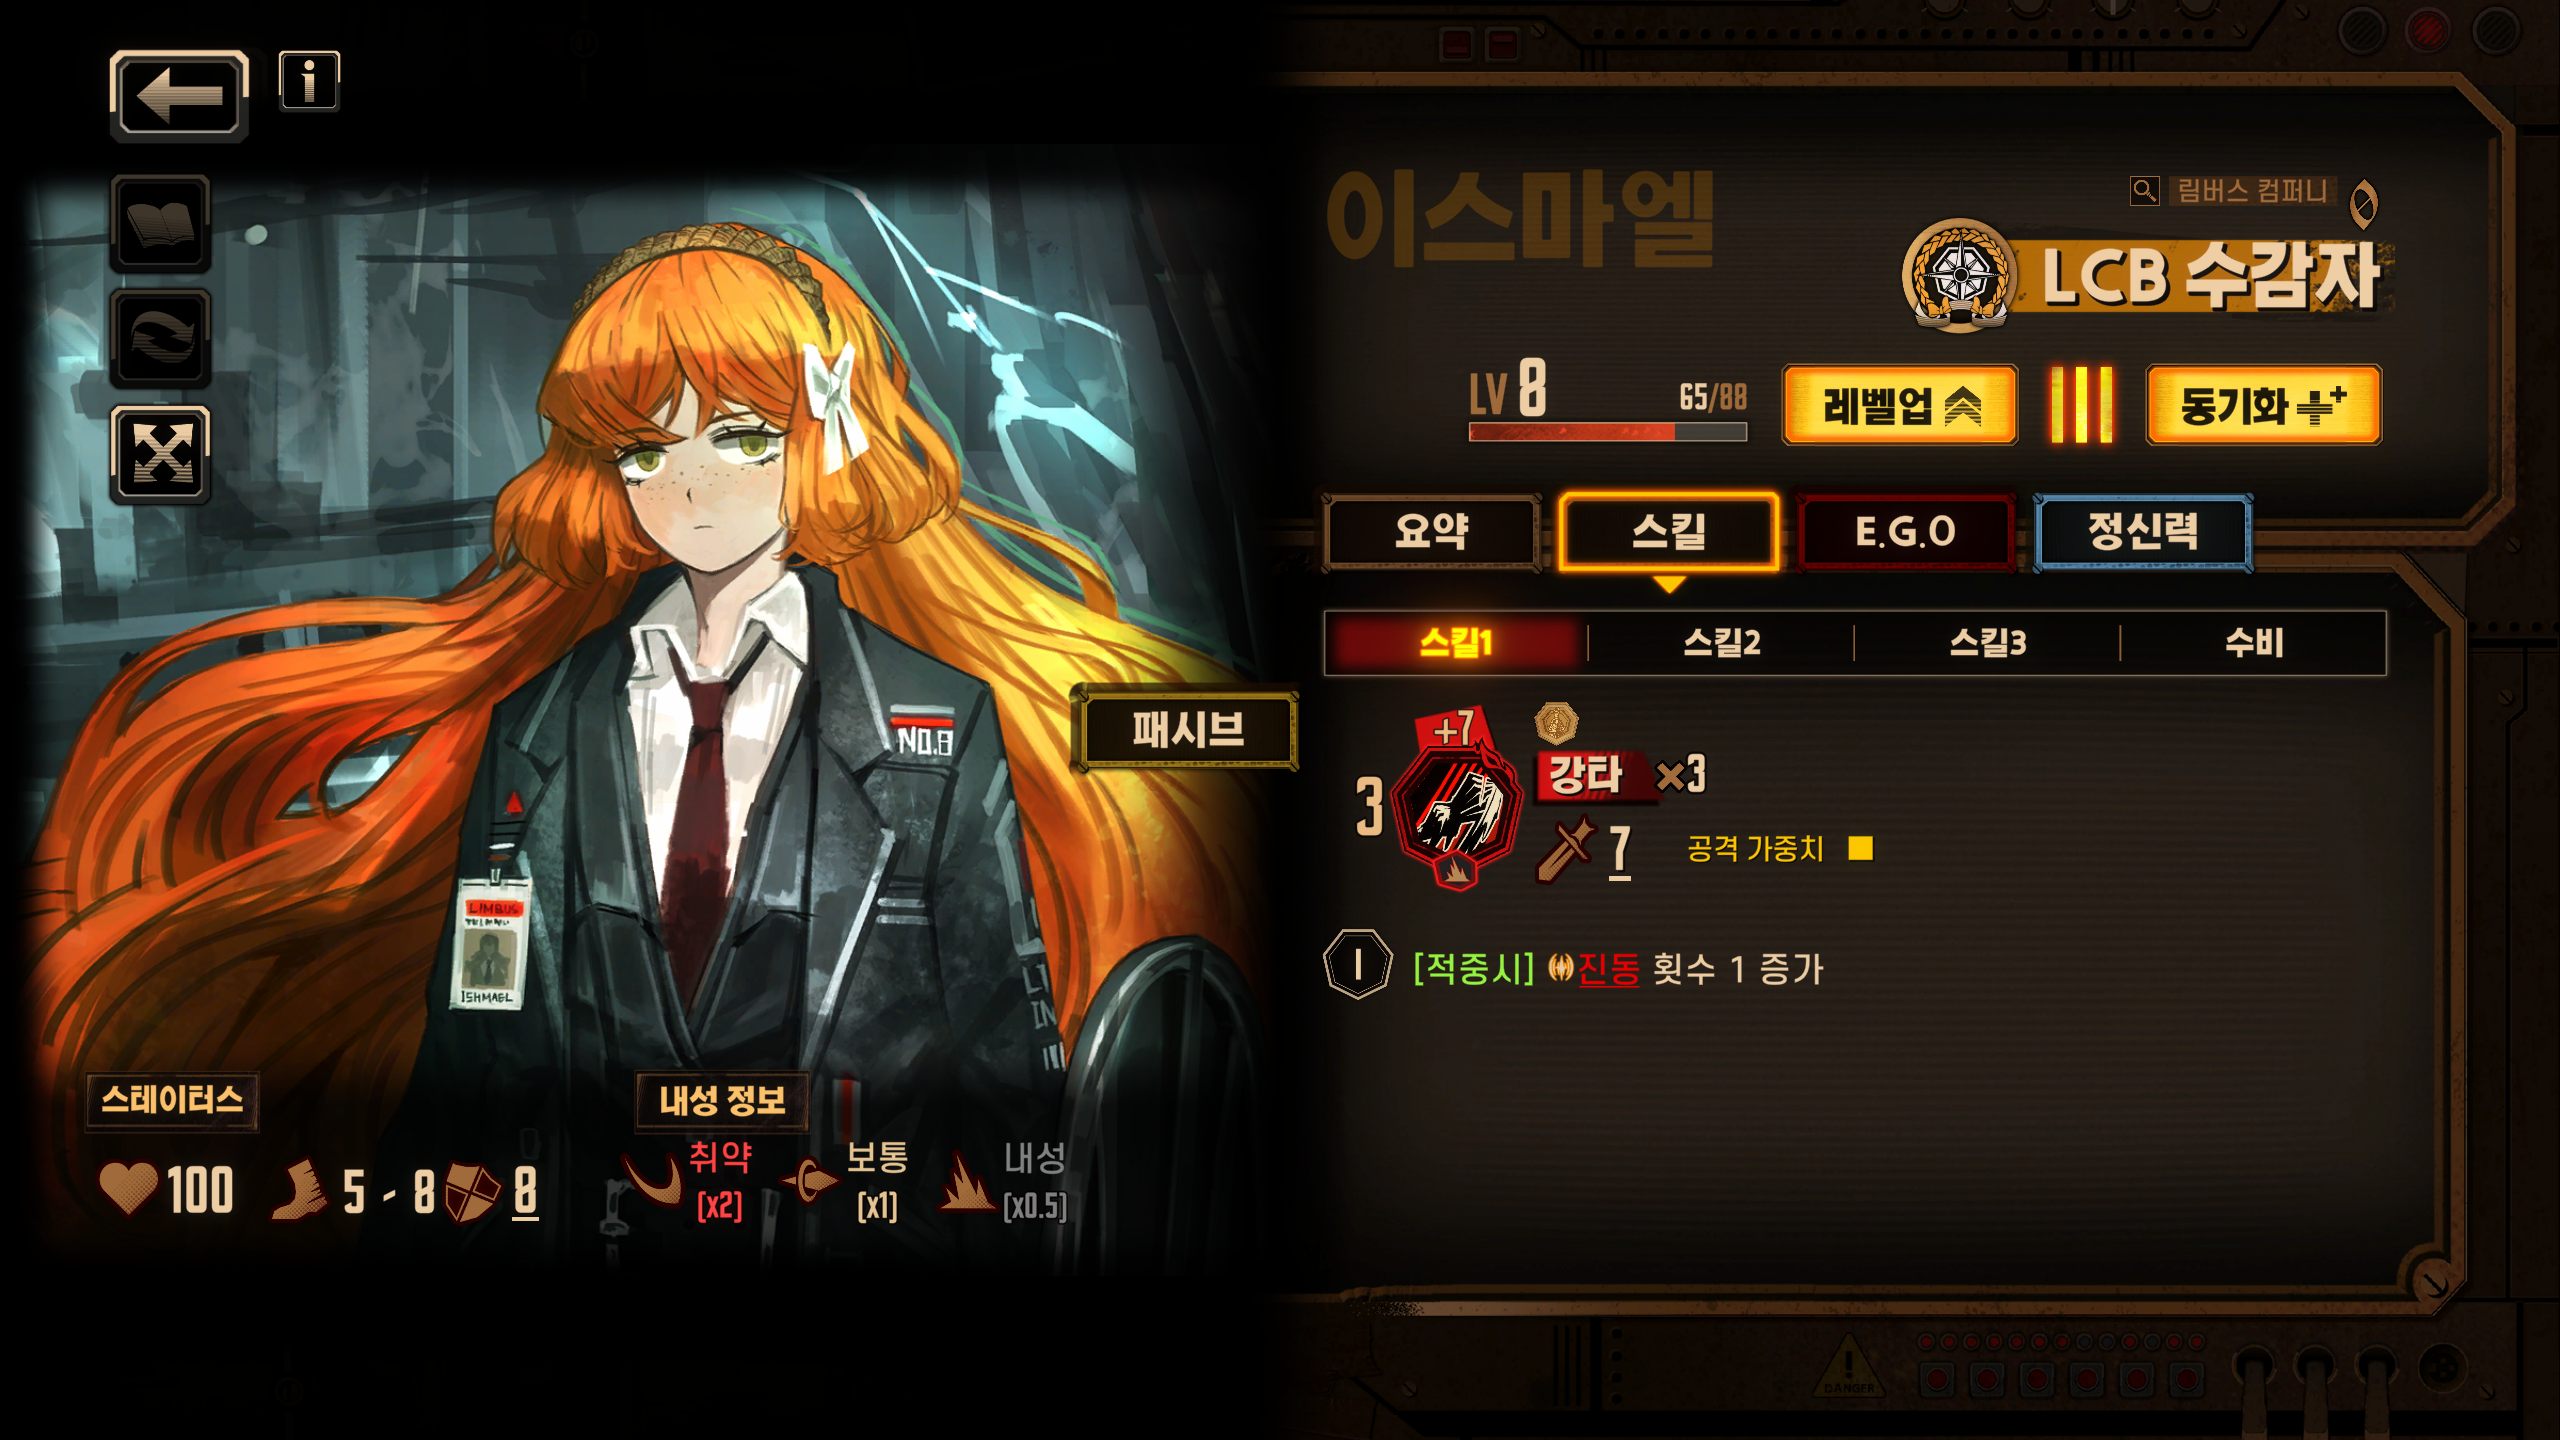 이스마엘
림버스 컴퍼니
LCB 수감자
LV 8
65/88
레벨업
동기화
요약
스킬
E.G.O
정신력
스킬1
스킬2
스킬3
수비
패시브
+7
3
강타 ×3
7
공격 가중치
I
[적중시] 진동 횟수 1 증가
NO.8
LIMBUS
ISHMAEL
스테이터스
100
5 - 8
8
내성 정보
취약
[x2]
보통
[x1]
내성
[x0.5]
DANGER